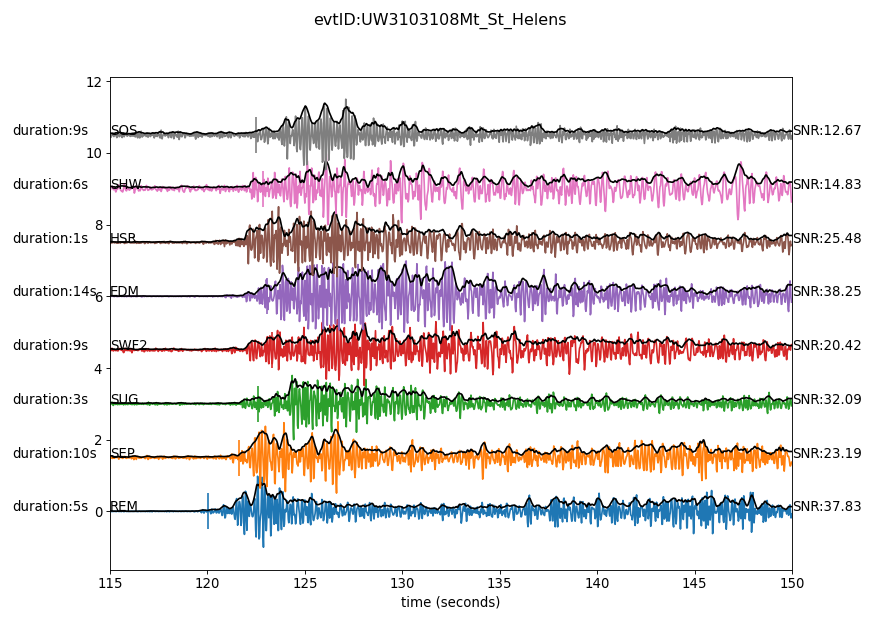 evtID:UW3103108Mt_St_Helens
12
duration:9s SOS SNR:12.67
10
duration:6s SHW SNR:14.83
8
duration:1s HSR SNR:25.48
duration:14s EDM SNR:38.25
6
duration:9s SWF2 SNR:20.42
4
duration:3s SUG SNR:32.09
2
duration:10s SEP SNR:23.19
duration:5s REM SNR:37.83
0
115 120 125 130 135 140 145 150
time (seconds)